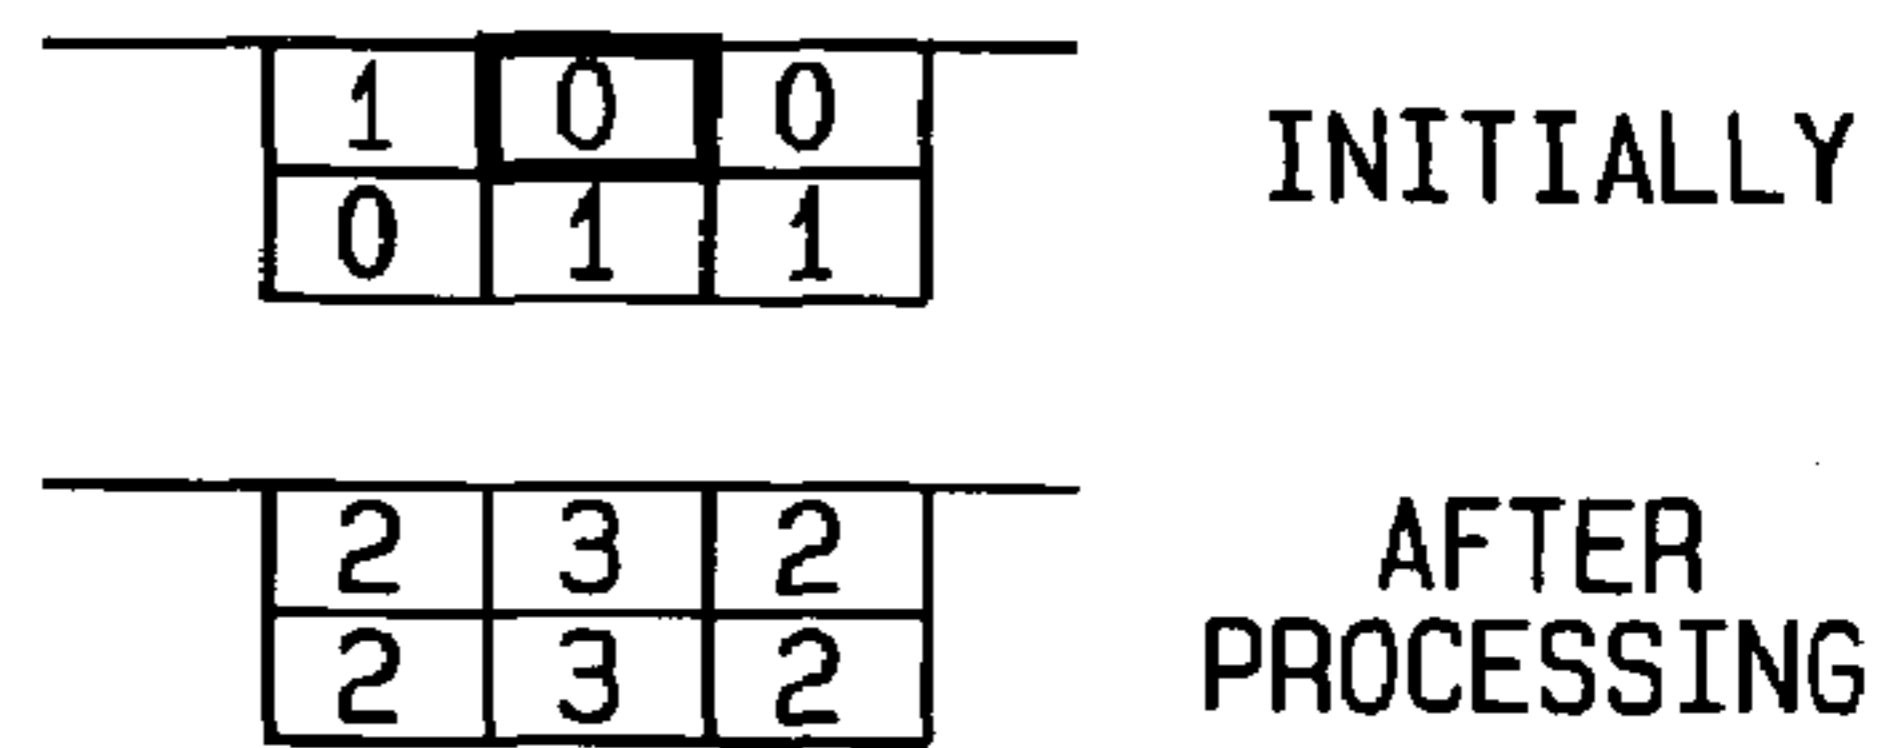 1 0 0
0 1 1
INITIALLY
2 3 2
2 3 2
AFTER
PROCESSING